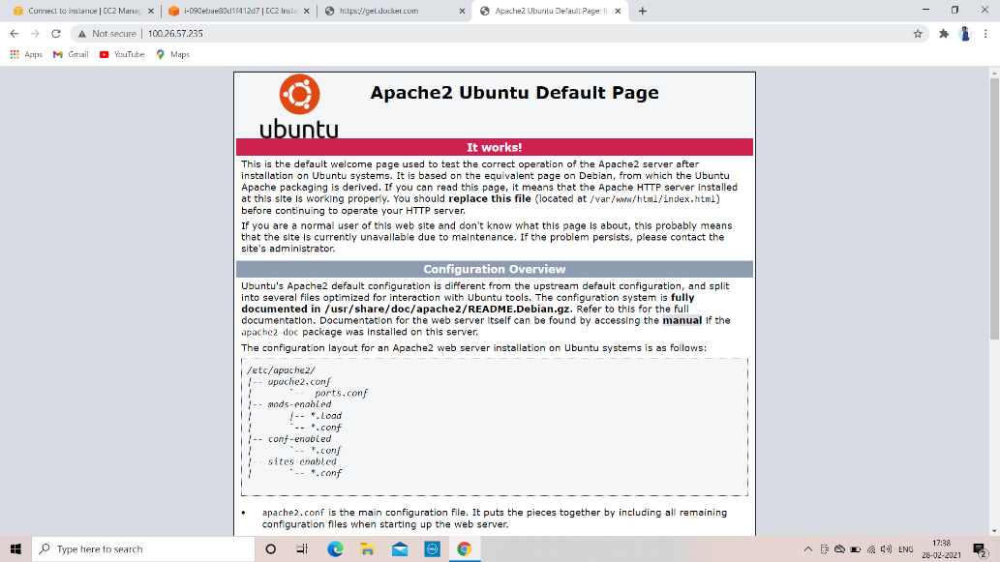 Connect to instance | EC2 Manag
i-090ebae80d1f412d7 | EC2 Insta
https://get.docker.com
Apache2 Ubuntu Default Page: It
Not secure | 100.26.57.235
Apps
Gmail
YouTube
Maps
ubuntu
Apache2 Ubuntu Default Page
It works!
This is the default welcome page used to test the correct operation of the Apache2 server after
installation on Ubuntu systems. It is based on the equivalent page on Debian, from which the Ubuntu
Apache packaging is derived. If you can read this page, it means that the Apache HTTP server installed
at this site is working properly. You should replace this file (located at /var/www/html/index.html)
before continuing to operate your HTTP server.
If you are a normal user of this web site and don't know what this page is about, this probably means
that the site is currently unavailable due to maintenance. If the problem persists, please contact the
site's administrator.
Configuration Overview
Ubuntu's Apache2 default configuration is different from the upstream default configuration, and split
into several files optimized for interaction with Ubuntu tools. The configuration system is fully
documented in /usr/share/doc/apache2/README.Debian.gz. Refer to this for the full
documentation. Documentation for the web server itself can be found by accessing the manual if the
apache2-doc package was installed on this server.
The configuration layout for an Apache2 web server installation on Ubuntu systems is as follows:
/etc/apache2/
|-- apache2.conf
|       `--  ports.conf
|-- mods-enabled
|       |-- *.load
|       `-- *.conf
|-- conf-enabled
|       `-- *.conf
|-- sites-enabled
|       `-- *.conf
• apache2.conf is the main configuration file. It puts the pieces together by including all remaining
configuration files when starting up the web server.
Type here to search
DELL
ENG
17:38
28-02-2021
2